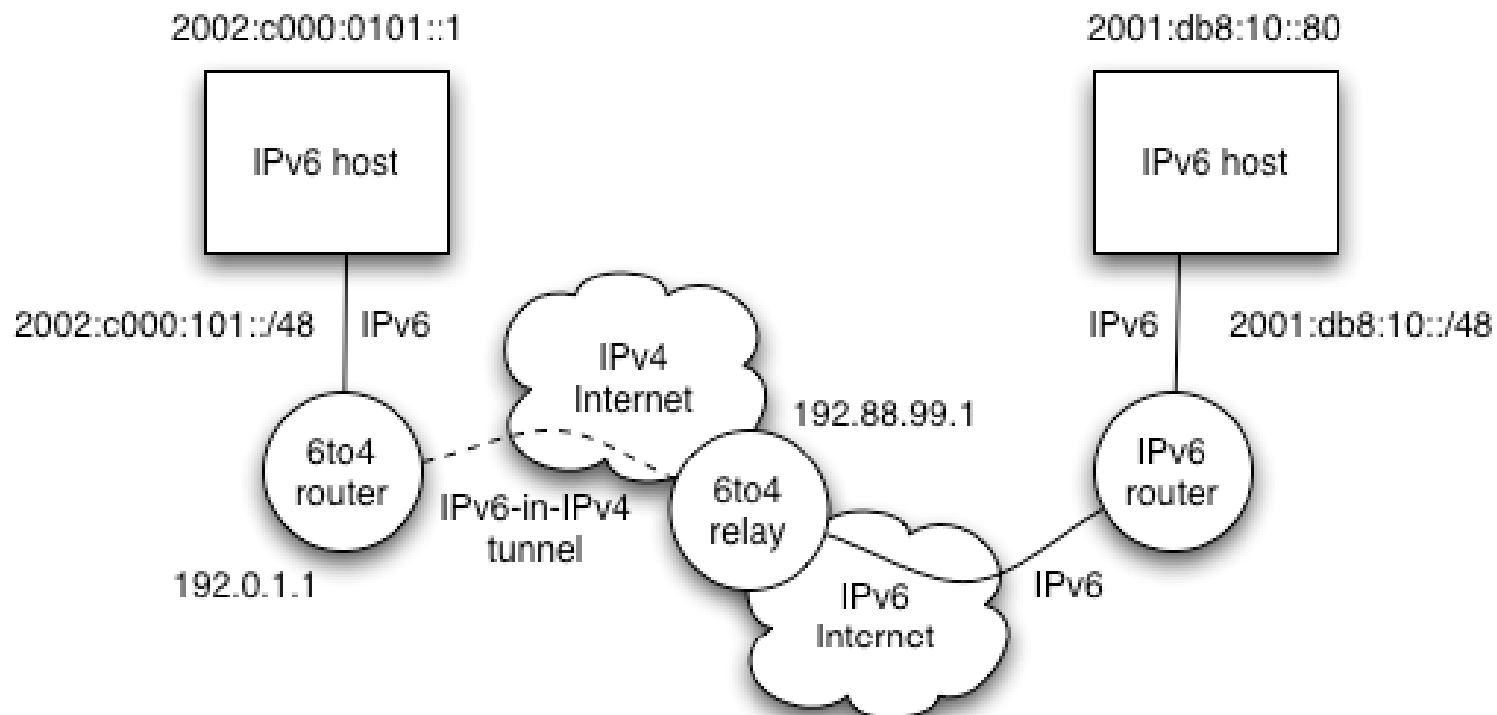 2002:c000:0101::1
2001:db8:10::80
IPv6 host
IPv6 host
2002:c000:101::/48
IPv6
IPv6
2001:db8:10::/48
IPv4
Internet
192.88.99.1
6to4
router
IPv6-in-IPv4
tunnel
6to4
relay
IPv6
router
192.0.1.1
IPv6
Internet
IPv6